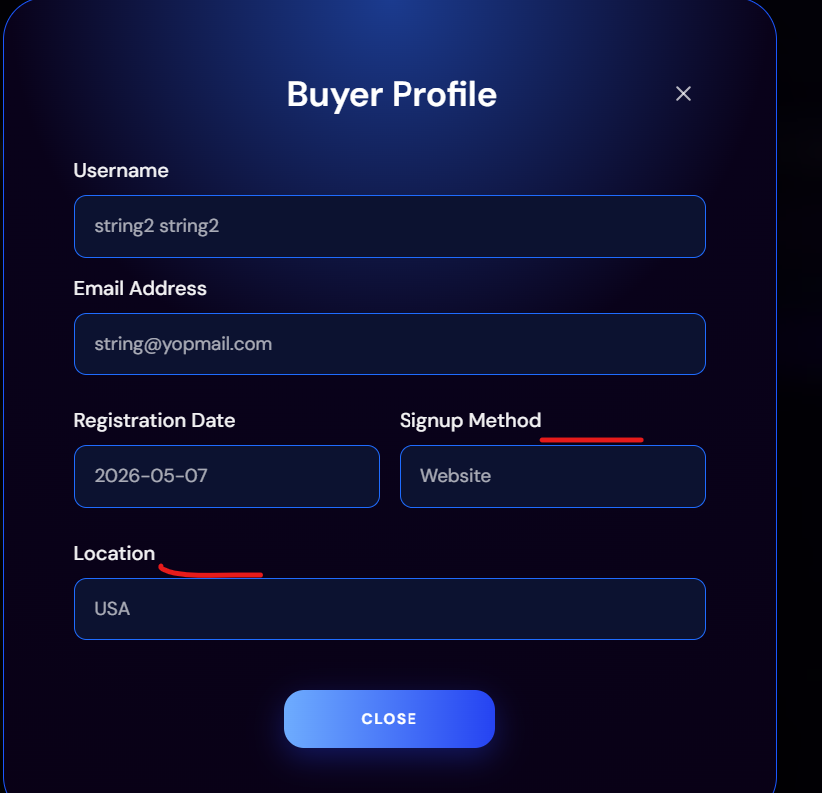 Buyer Profile
Username
string2 string2
Email Address
string@yopmail.com
Registration Date
Signup Method
2026-05-07
Website
Location
USA
CLOSE